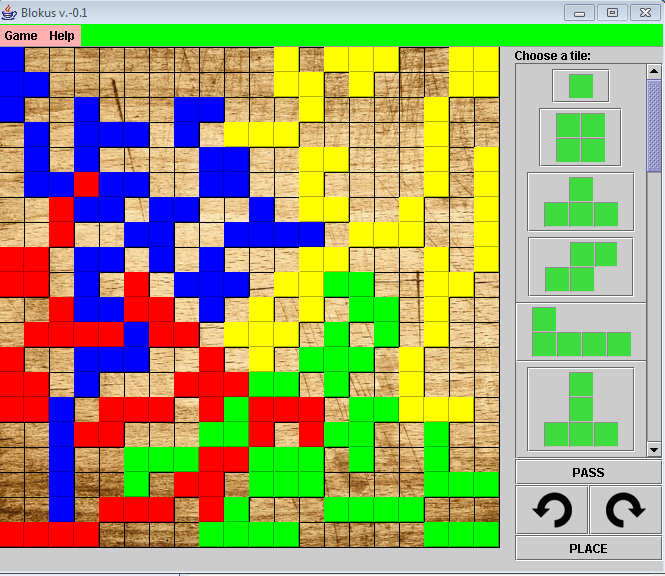 Blokus v.-0.1
Game Help
Choose a tile:
PASS
PLACE